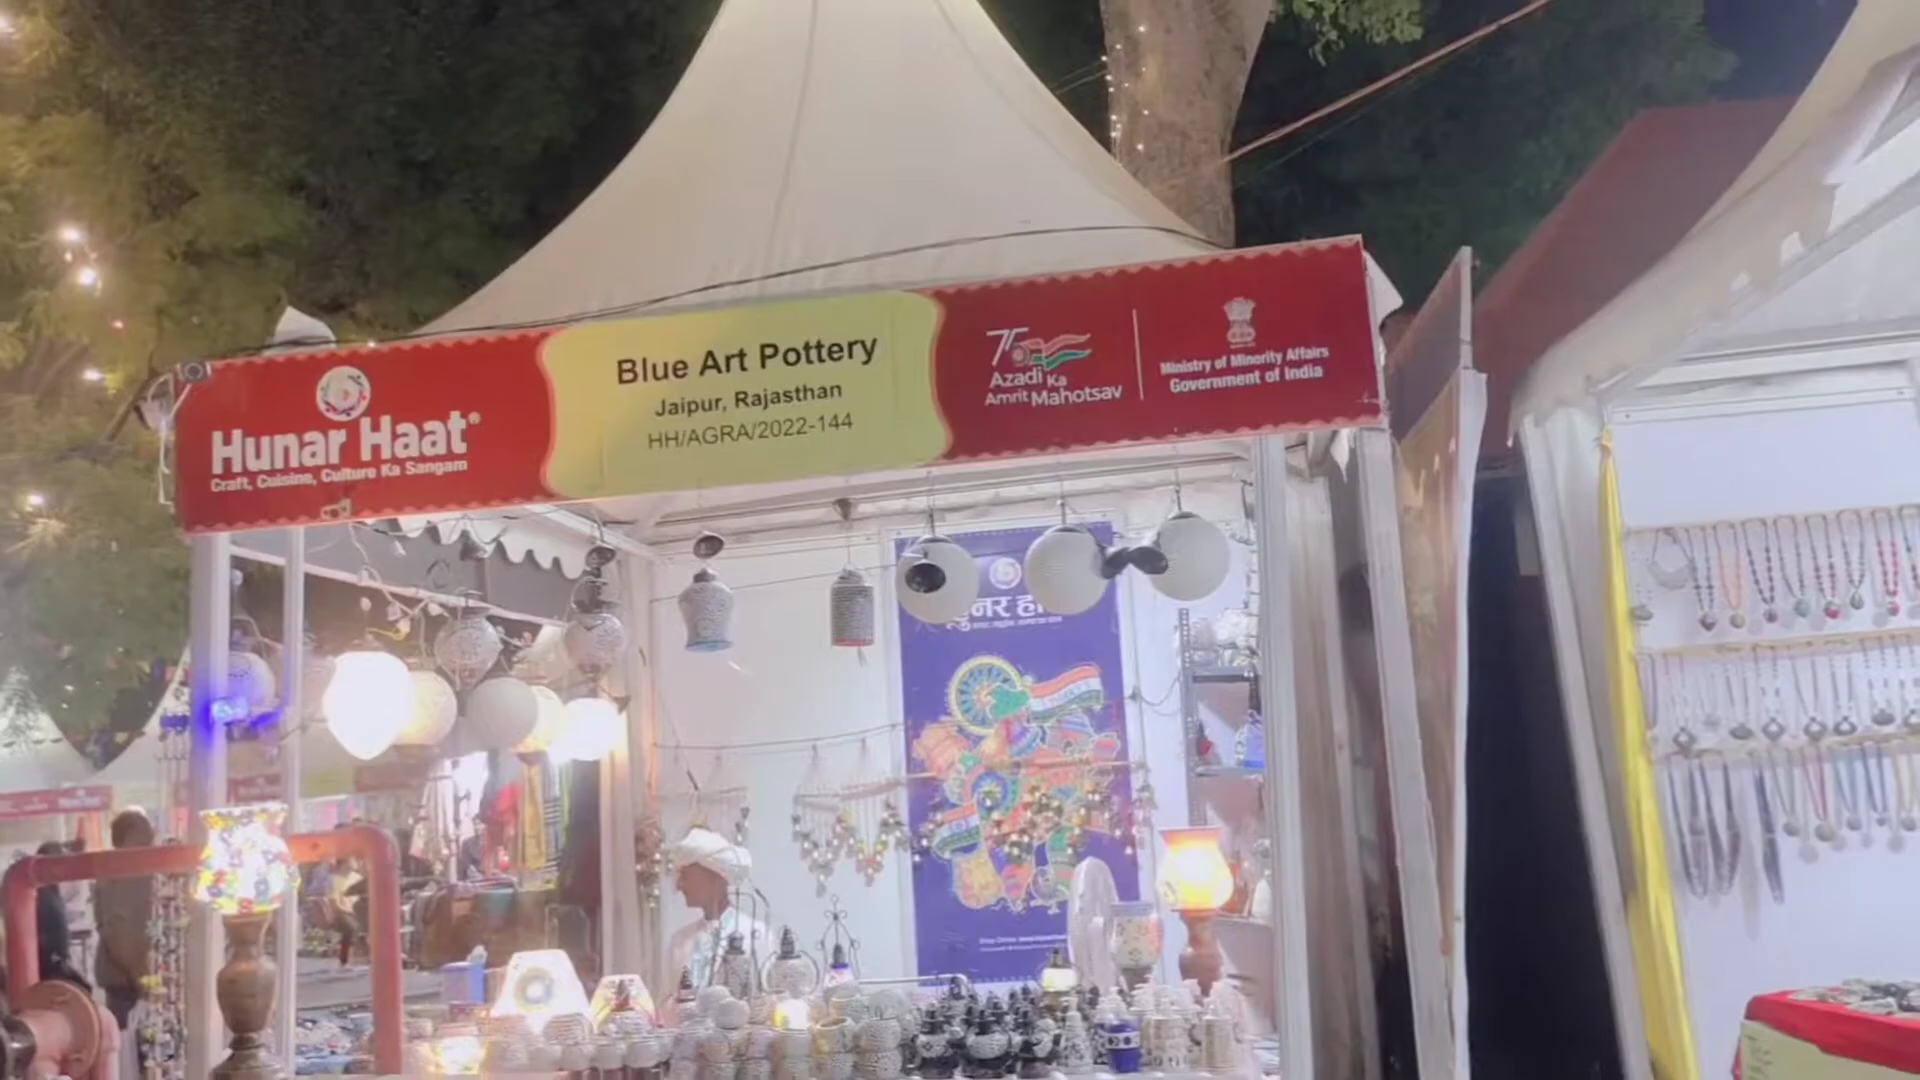 Hunar Haat
Craft, Cuisine, Culture Ka Sangam
Blue Art Pottery
Jaipur, Rajasthan
HH/AGRA/2022-144
75
Azadi Ka
Amrit Mahotsav
Ministry of Minority Affairs
Government of India